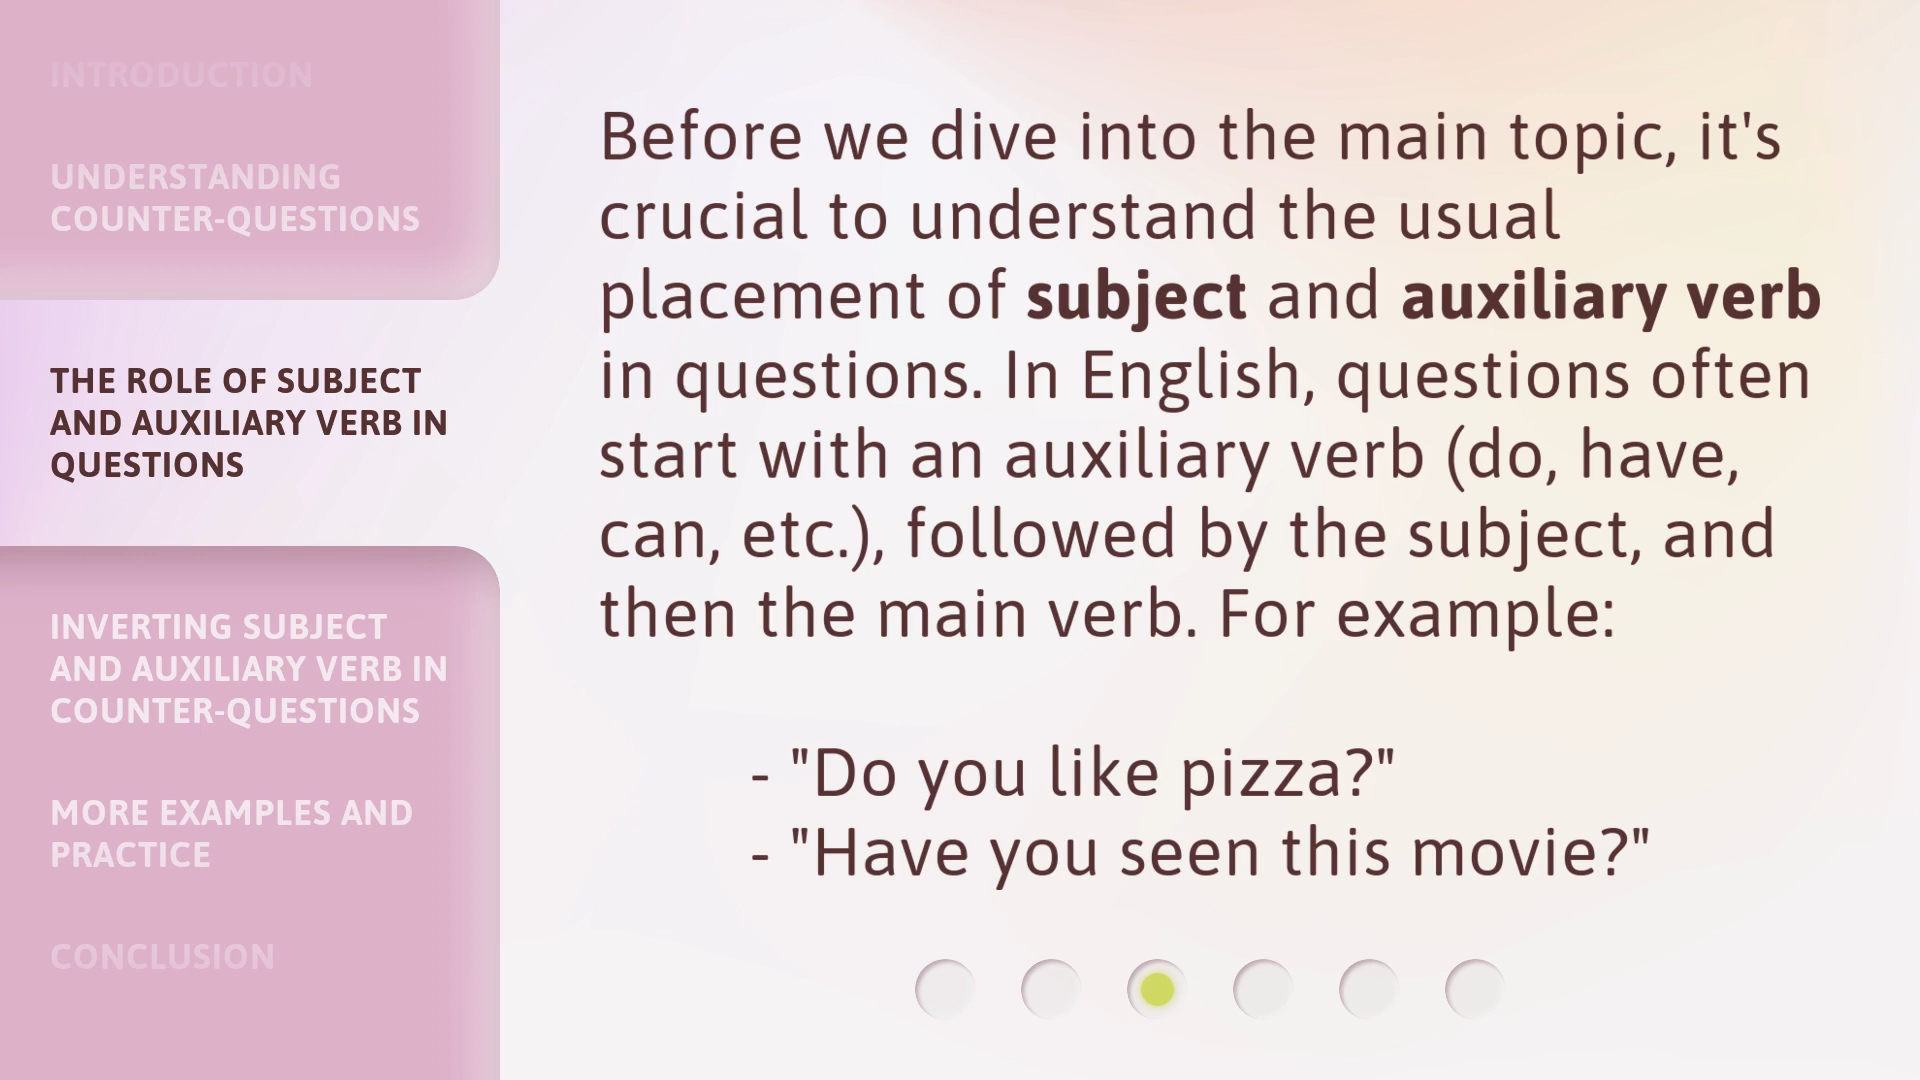 INTRODUCTION
UNDERSTANDING
COUNTER-QUESTIONS
THE ROLE OF SUBJECT
AND AUXILIARY VERB IN
QUESTIONS
INVERTING SUBJECT
AND AUXILIARY VERB IN
COUNTER-QUESTIONS
MORE EXAMPLES AND
PRACTICE
CONCLUSION
Before we dive into the main topic, it's
crucial to understand the usual
placement of subject and auxiliary verb
in questions. In English, questions often
start with an auxiliary verb (do, have,
can, etc.), followed by the subject, and
then the main verb. For example:
- "Do you like pizza?"
- "Have you seen this movie?"